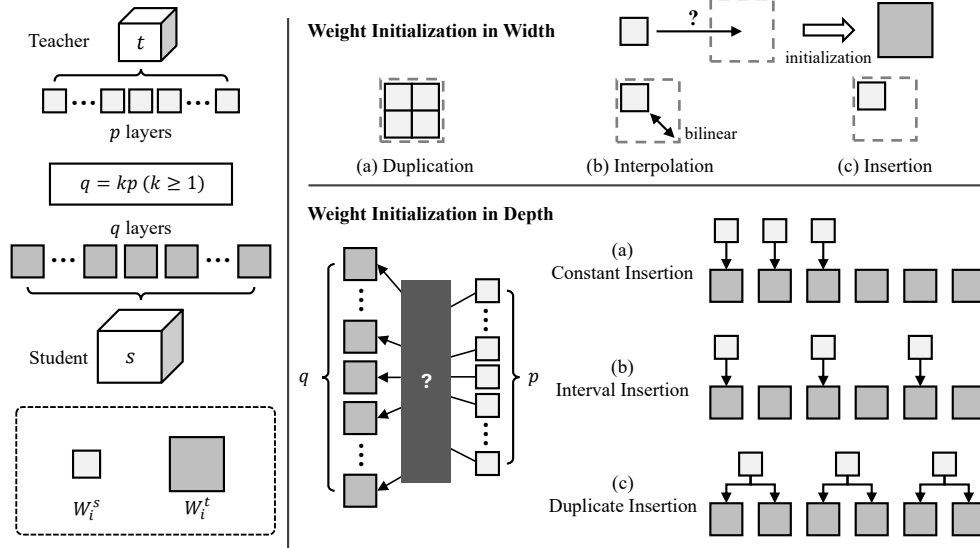 Teacher
t
p layers
q = kp (k ≥ 1)
q layers
Student
s
W_i^s
W_i^t
Weight Initialization in Width
?
initialization
bilinear
(a) Duplication
(b) Interpolation
(c) Insertion
Weight Initialization in Depth
q
?
p
(a)
Constant Insertion
(b)
Interval Insertion
(c)
Duplicate Insertion